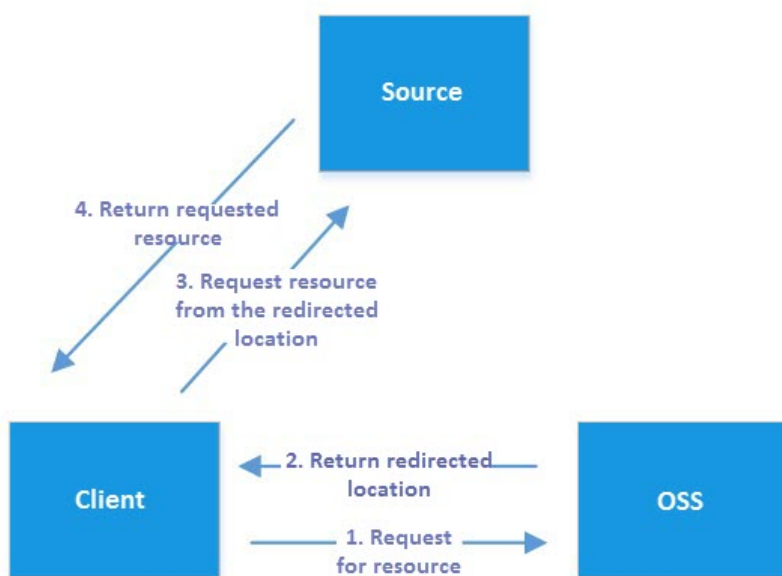 Source
4. Return requested
resource
3. Request resource
from the redirected
location
2. Return redirected
location
Client
OSS
1. Request
for resource